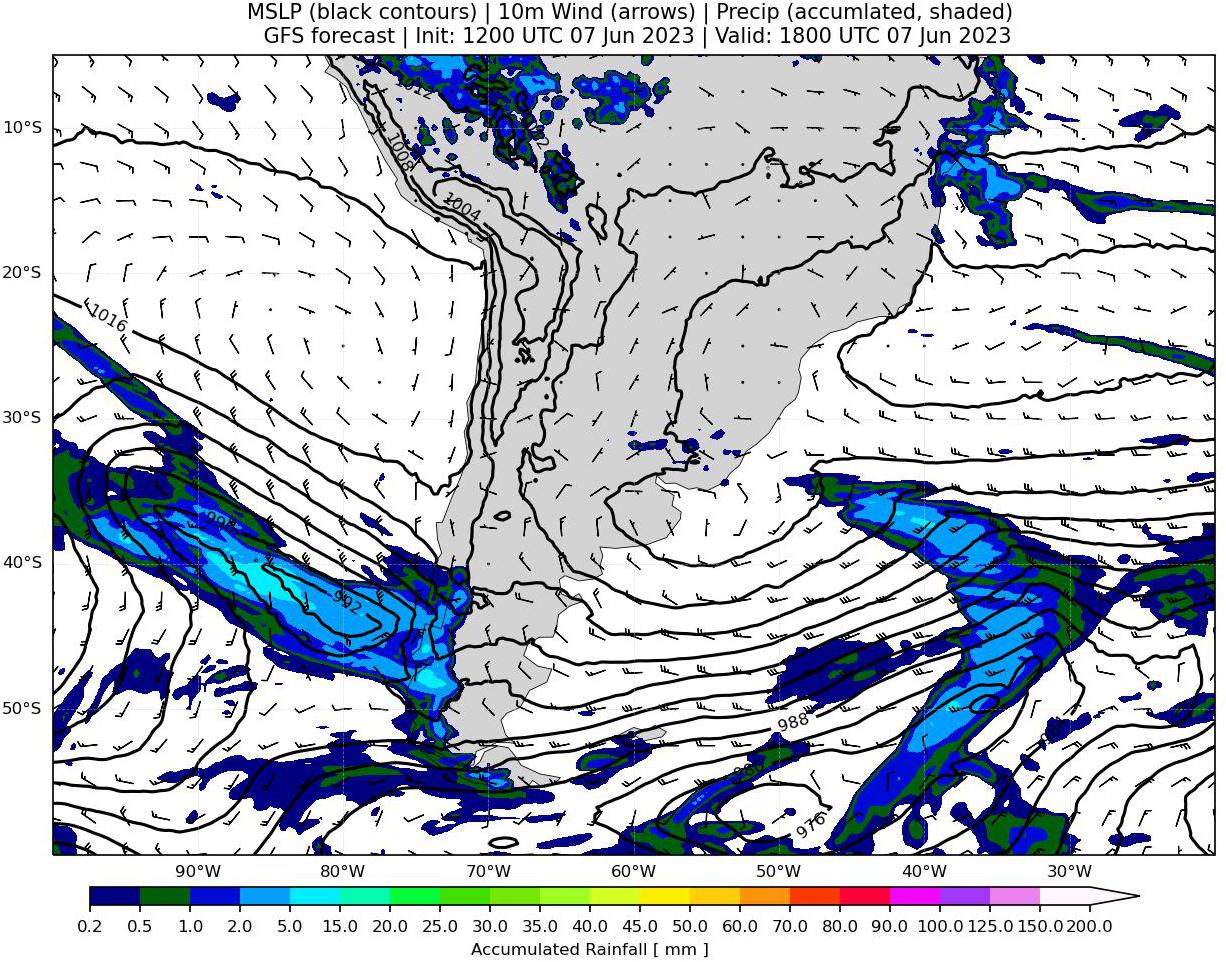 MSLP (black contours) | 10m Wind (arrows) | Precip (accumlated, shaded)
GFS forecast | Init: 1200 UTC 07 Jun 2023 | Valid: 1800 UTC 07 Jun 2023
1012
10°S
1008
1004
20°S
1016
30°S
40°S
992
988
50°S
976
90°W 80°W 70°W 60°W 50°W 40°W 30°W
0.2 0.5 1.0 2.0 5.0 10.0 15.0 20.0 25.0 30.0 35.0 40.0 45.0 50.0 60.0 70.0 80.0 90.0 100.0 125.0 150.0 200.0
Accumulated Rainfall [ mm ]